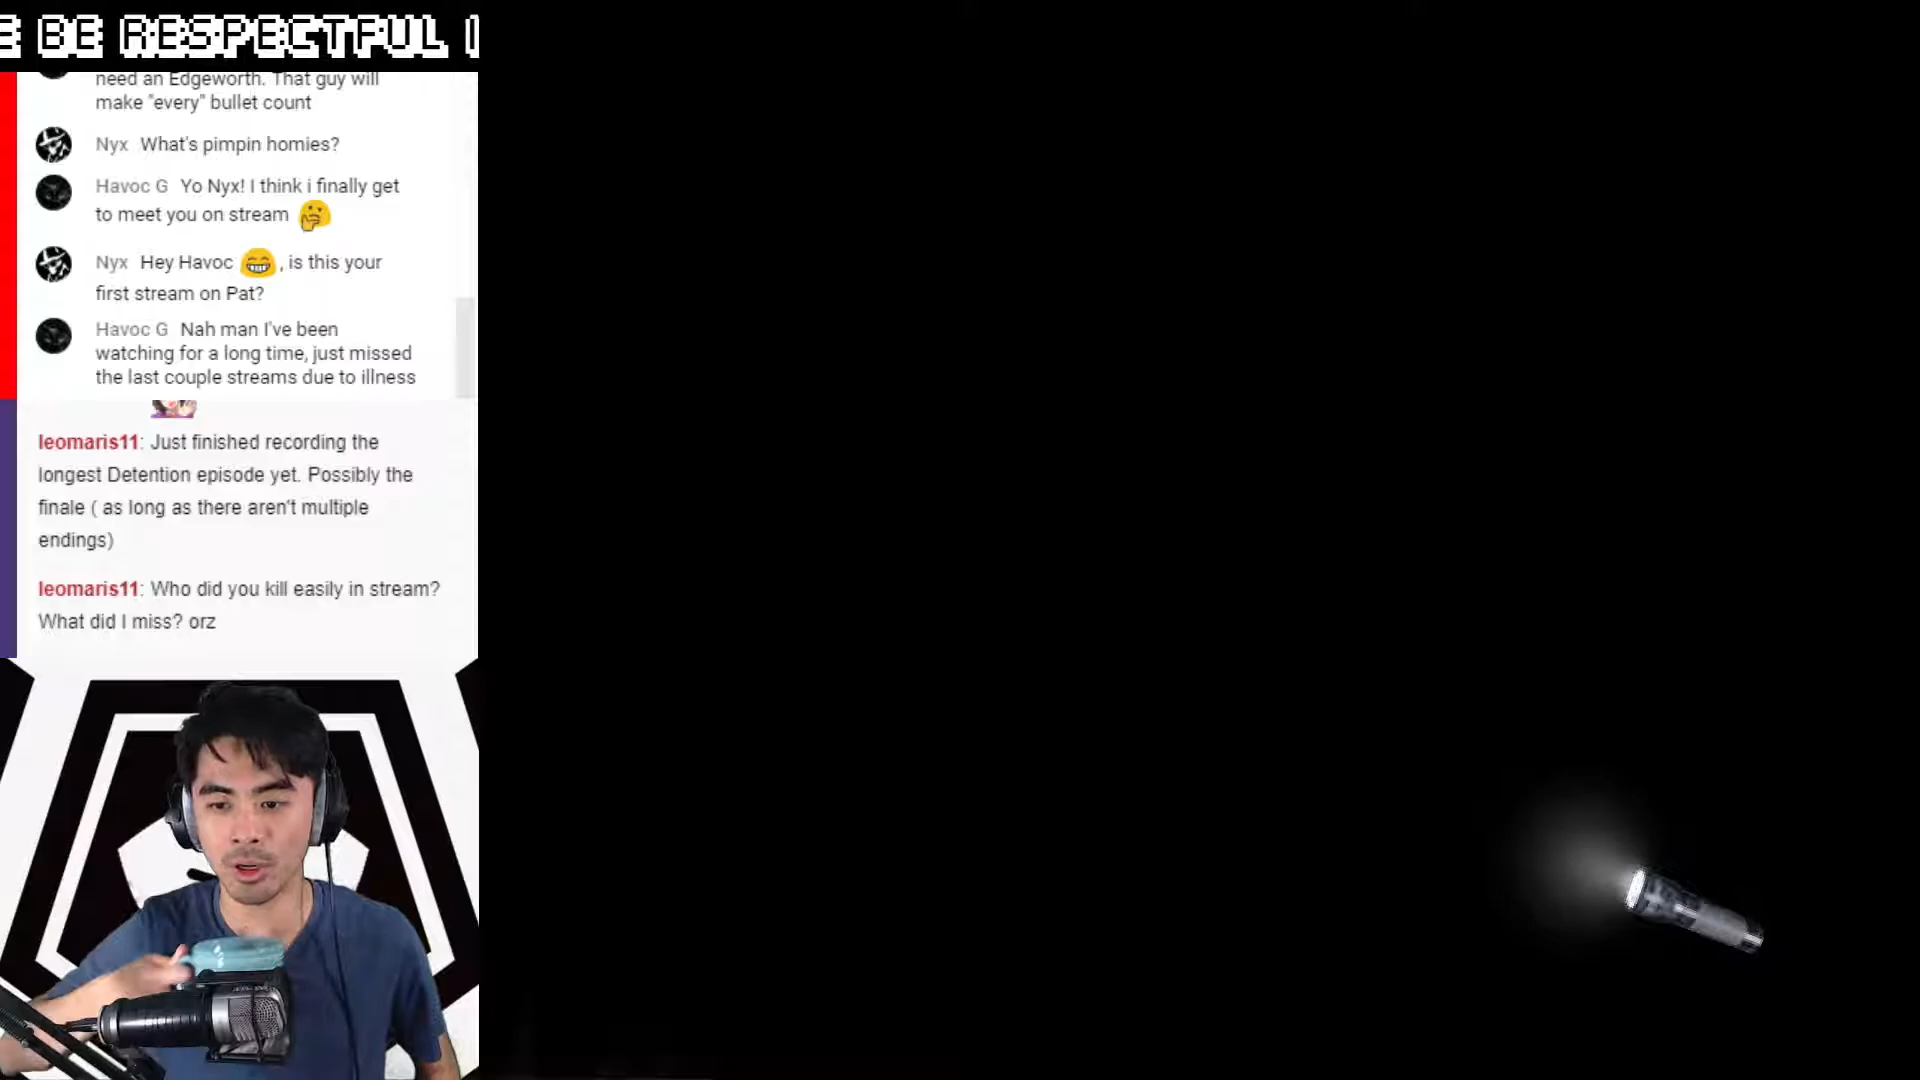 E BE RESPECTFUL
need an Edgeworth. That guy will
make "every" bullet count
Nyx What's pimpin homies?
Havoc G Yo Nyx! I think i finally get
to meet you on stream
Nyx Hey Havoc , is this your
first stream on Pat?
Havoc G Nah man I've been
watching for a long time, just missed
the last couple streams due to illness
leomaris11: Just finished recording the
longest Detention episode yet. Possibly the
finale ( as long as there aren't multiple
endings)
leomaris11: Who did you kill easily in stream?
What did I miss? orz